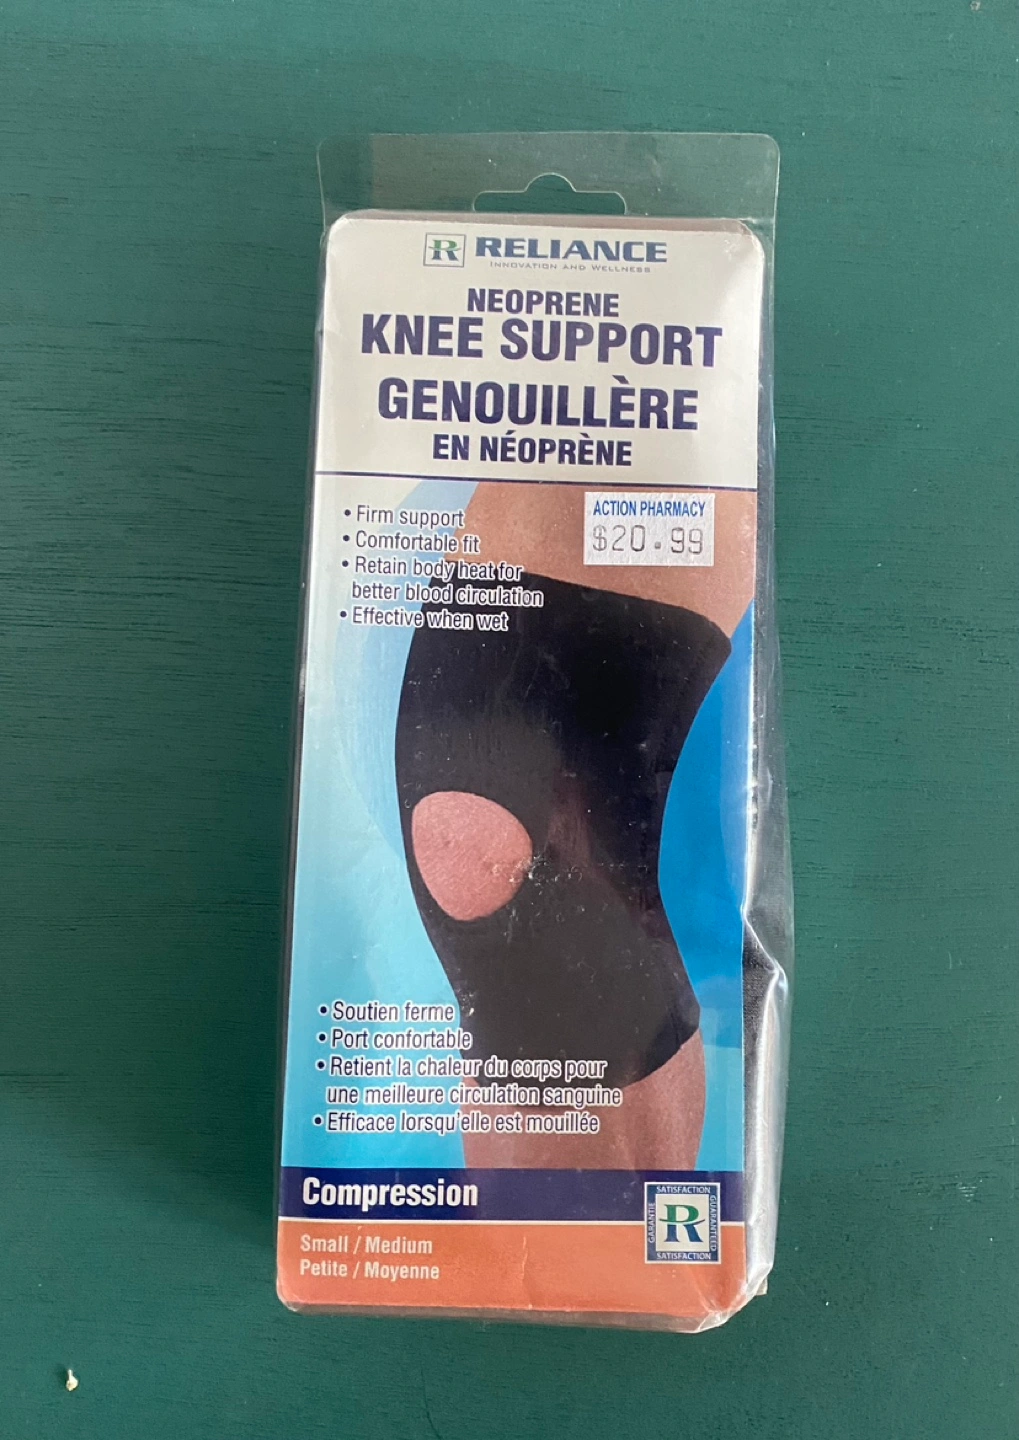 R RELIANCE
INNOVATION AND WELLNESS
NEOPRENE
KNEE SUPPORT
GENOUILLÈRE
EN NÉOPRÈNE
• Firm support
• Comfortable fit
• Retain body heat for
better blood circulation
• Effective when wet
ACTION PHARMACY
$20.99
• Soutien ferme
• Port confortable
• Retient la chaleur du corps pour
une meilleure circulation sanguine
• Efficace lorsqu'elle est mouillée
Compression
SATISFACTION
GARANTIE
R
GUARANTEED
SATISFACTION
Small / Medium
Petite / Moyenne